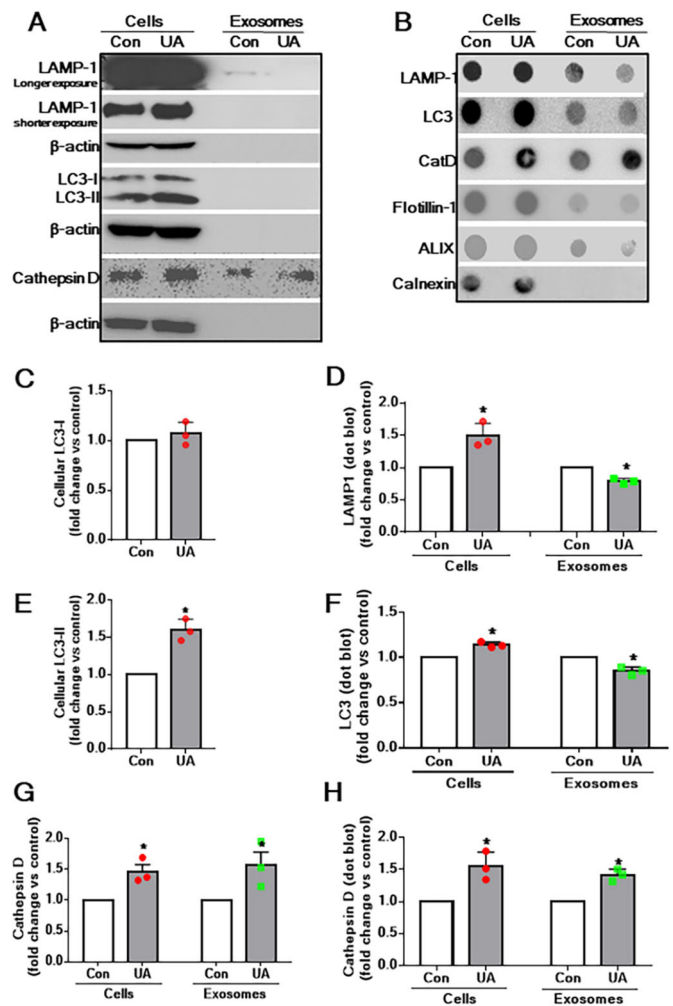 A
Cells Exosomes
Con UA Con UA
LAMP-1
Longer exposure
LAMP-1
shorter exposure
β-actin
LC3-I
LC3-II
β-actin
Cathepsin D
β-actin
B
Cells Exosomes
Con UA Con UA
LAMP-1
LC3
CatD
Flotillin-1
ALIX
Calnexin
C
Cellular LC3-I
(fold change vs control)
1.5
1.0
0.5
0.0
Con UA
D
LAMP1 (dot blot)
(fold change vs control)
2.0
1.5
1.0
0.5
0.0
*
*
Con UA Con UA
Cells Exosomes
E
Cellular LC3-II
(fold change vs control)
2.0
1.5
1.0
0.5
0.0
*
Con UA
F
LC3 (dot blot)
(fold change vs control)
1.5
1.0
0.5
0.0
*
*
Con UA Con UA
Cells Exosomes
G
Cathepsin D
(fold change vs control)
2.0
1.5
1.0
0.5
0.0
*
*
Con UA Con UA
Cells Exosomes
H
Cathepsin D (dot blot)
(fold change vs control)
2.0
1.5
1.0
0.5
0.0
*
*
Con UA Con UA
Cells Exosomes